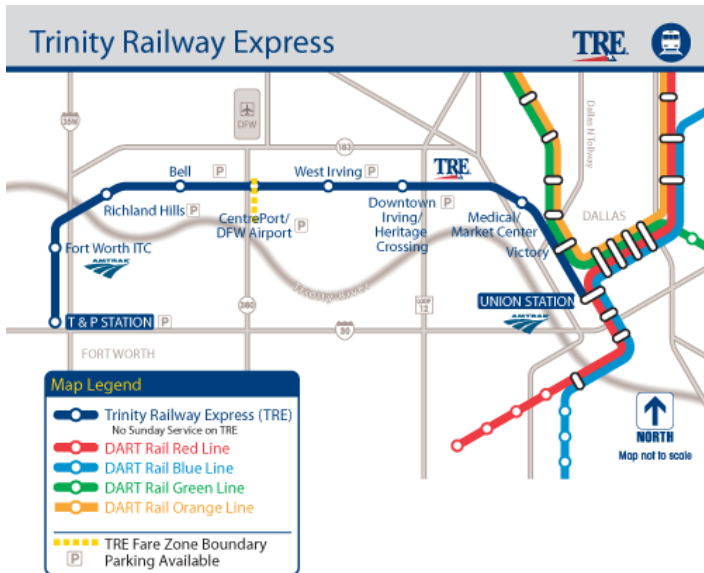 Trinity Railway Express
TRE
35W
DFW
183
Dallas N Tollway
Bell
P
West Irving P
TRE
Richland Hills P
CentrePort/
DFW Airport
P
Downtown
Irving/
Heritage
Crossing
P
Medical/
Market Center
DALLAS
Victory
Fort Worth ITC
AMTRAK
Trinity River
360
LOOP
12
UNION STATION
AMTRAK
T & P STATION P
30
FORT WORTH
Map Legend
Trinity Railway Express (TRE)
No Sunday Service on TRE
DART Rail Red Line
DART Rail Blue Line
DART Rail Green Line
DART Rail Orange Line
TRE Fare Zone Boundary
P Parking Available
NORTH
Map not to scale